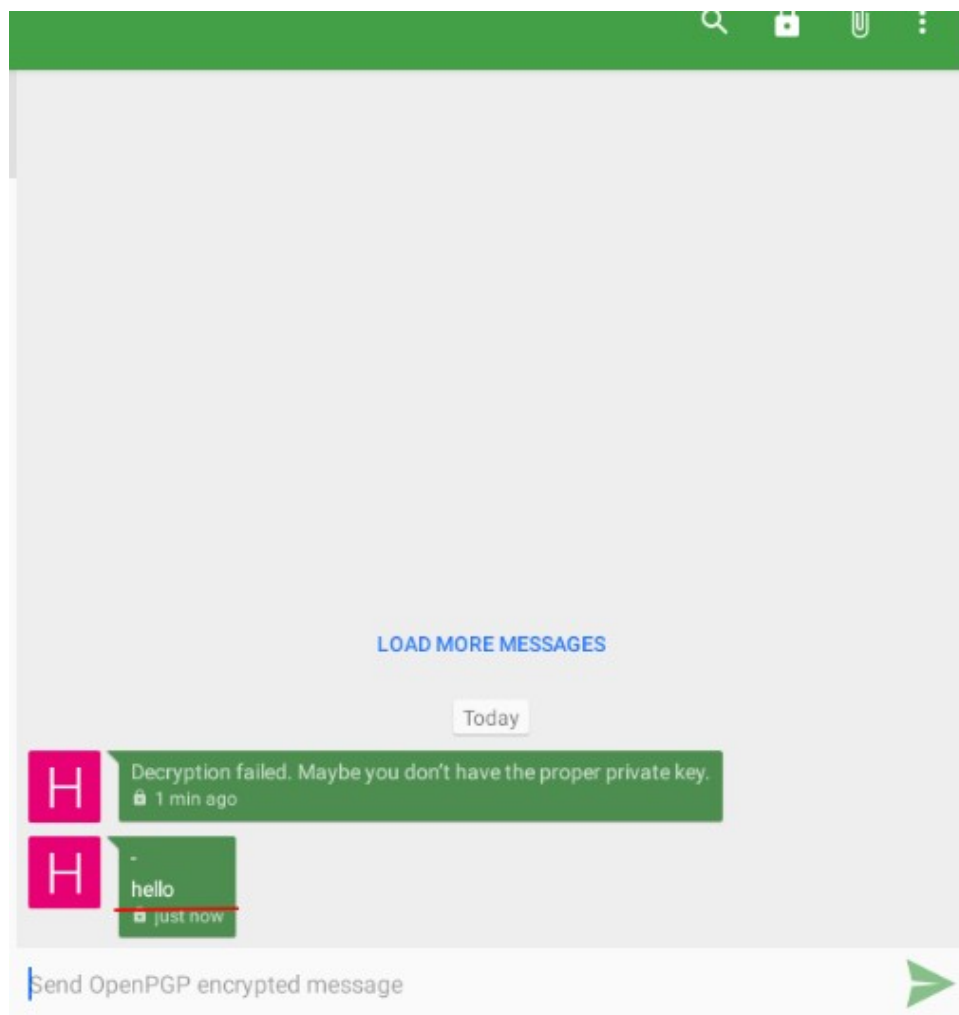 LOAD MORE MESSAGES
Today
H
Decryption failed. Maybe you don't have the proper private key.
1 min ago
H
-
hello
just now
Send OpenPGP encrypted message